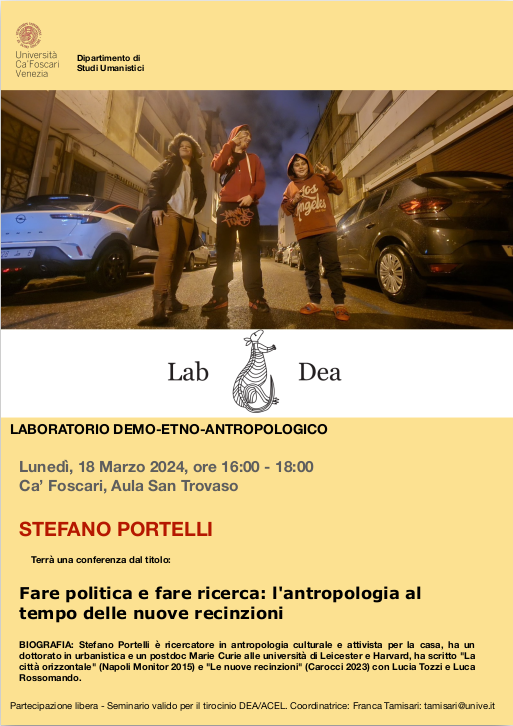 Università
Ca'Foscari
Venezia
Dipartimento di
Studi Umanistici
Los
Angeles
Lab Dea
LABORATORIO DEMO-ETNO-ANTROPOLOGICO
Lunedì, 18 Marzo 2024, ore 16:00 - 18:00
Ca' Foscari, Aula San Trovaso
STEFANO PORTELLI
Terrà una conferenza dal titolo:
Fare politica e fare ricerca: l'antropologia al
tempo delle nuove recinzioni
BIOGRAFIA: Stefano Portelli è ricercatore in antropologia culturale e attivista per la casa, ha un
dottorato in urbanistica e un postdoc Marie Curie alle università di Leicester e Harvard, ha scritto "La
città orizzontale" (Napoli Monitor 2015) e "Le nuove recinzioni" (Carocci 2023) con Lucia Tozzi e Luca
Rossomando.
Partecipazione libera - Seminario valido per il tirocinio DEA/ACEL. Coordinatrice: Franca Tamisari: tamisari@unive.it